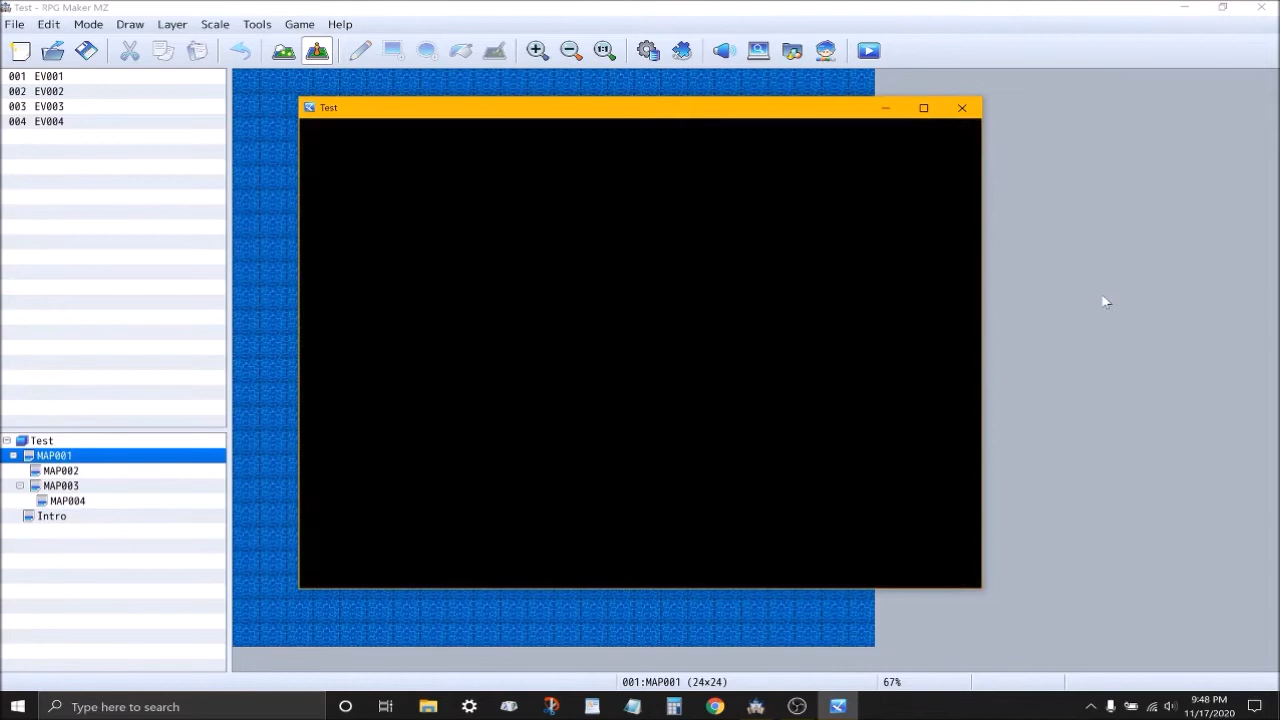 Test - RPG Maker MZ
File Edit Mode Draw Layer Scale Tools Game Help
1:1
001 EV001
002 EV002
003 EV003
004 EV004
Test
Test
MAP001
MAP002
MAP003
MAP004
Intro
001:MAP001 (24x24) 67%
Type here to search
9:48 PM
11/17/2020